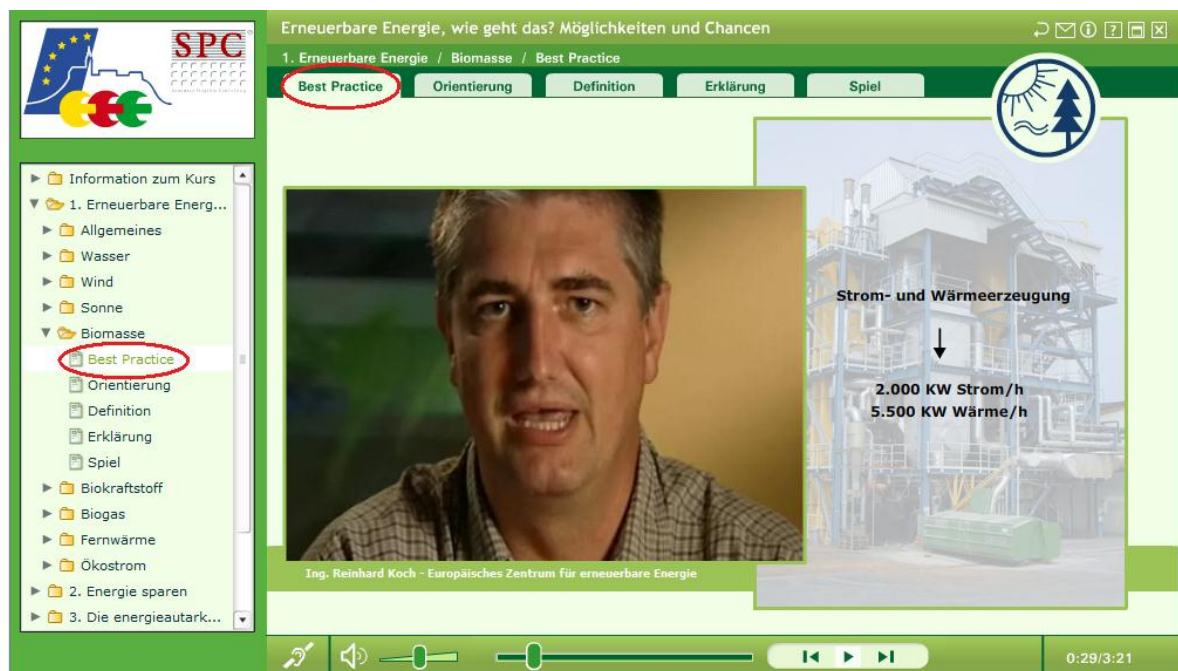 SPC
Erneuerbare Energie, wie geht das? Möglichkeiten und Chancen
1. Erneuerbare Energie / Biomasse / Best Practice
Best Practice
Orientierung
Definition
Erklärung
Spiel
Information zum Kurs
1. Erneuerbare Energ...
Allgemeines
Wasser
Wind
Sonne
Biomasse
Best Practice
Orientierung
Definition
Erklärung
Spiel
Biokraftstoff
Biogas
Fernwärme
Ökostrom
2. Energie sparen
3. Die energieautark...
Strom- und Wärmeerzeugung
2.000 KW Strom/h
5.500 KW Wärme/h
Ing. Reinhard Koch - Europäisches Zentrum für erneuerbare Energie
0:29/3:21